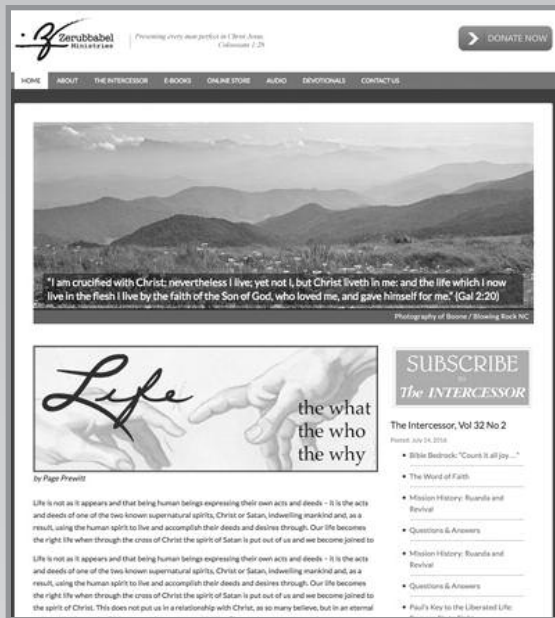 Zerubbabel
Ministries
Presenting every man perfect in Christ Jesus.
Colossians 1:28
DONATE NOW
HOME
ABOUT
THE INTERCESSOR
E-BOOKS
ONLINE STORE
AUDIO
DEVOTIONALS
CONTACT US
"I am crucified with Christ: nevertheless I live; yet not I, but Christ liveth in me: and the life which I now
live in the flesh I live by the faith of the Son of God, who loved me, and gave himself for me." (Gal 2:20)
Photography of Boone / Blowing Rock NC
Life
the what
the who
the why
by Page Prewitt
Life is not as it appears and that being human beings expressing their own acts and deeds – it is the acts
and deeds of one of the two known supernatural spirits, Christ or Satan, indwelling mankind and, as a
result, using the human spirit to live and accomplish their deeds and desires through. Our life becomes
the right life when through the cross of Christ the spirit of Satan is put out of us and we become joined to
Life is not as it appears and that being human beings expressing their own acts and deeds – it is the acts
and deeds of one of the two known supernatural spirits, Christ or Satan, indwelling mankind and, as a
result, using the human spirit to live and accomplish their deeds and desires through. Our life becomes
the right life when through the cross of Christ the spirit of Satan is put out of us and we become joined to
the spirit of Christ. This does not put us in a relationship with Christ, as so many believe, but in an eternal
SUBSCRIBE
TO
The INTERCESSOR
The Intercessor, Vol 32 No 2
Posted: July 14, 2016
Bible Bedrock: "Count it all joy…."
The Word of Faith
Mission History: Ruanda and
Revival
Questions & Answers
Mission History: Ruanda and
Revival
Questions & Answers
Paul's Key to the Liberated Life: